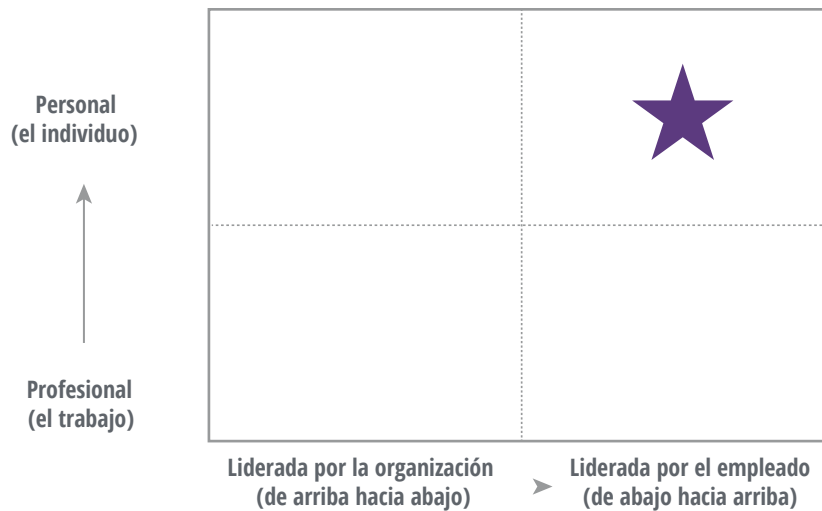 Personal
(el individuo)
Profesional
(el trabajo)
Liderada por la organización
(de arriba hacia abajo)
Liderada por el empleado
(de abajo hacia arriba)